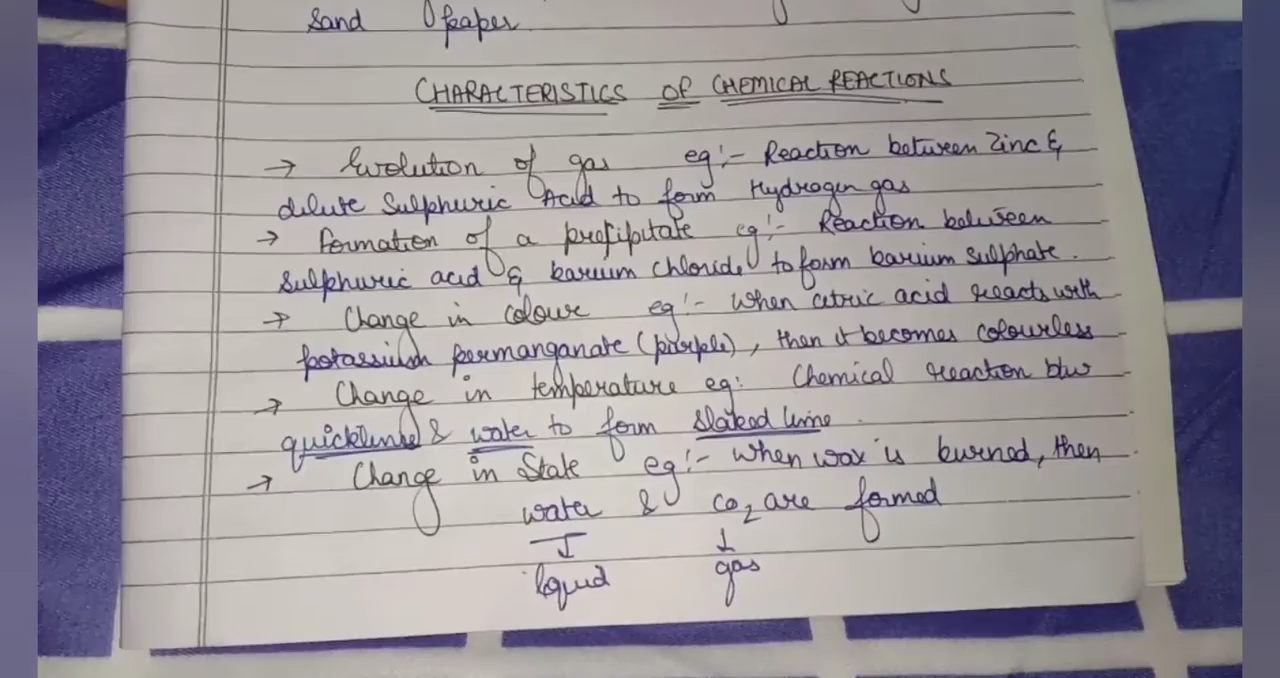 Sand paper
CHARACTERISTICS Of CHEMICAL REACTIONS
→ Evolution of gas eg:- Reaction between Zinc &
dilute Sulphuric Acid to form Hydrogen gas
→ formation of a prefipitate eg:- Reaction between
Sulphuric acid & barium chloride to form barium sulphate.
→ Change in colour eg:- When citric acid reacts with
potassium permanganate (purple), then it becomes colourless
→ Change in temperature eg: Chemical reaction btw
quicklime & water to form slaked lime.
→ Change in State eg:- When wax is burned, then
water & CO2 are formed
↓ ↓
liquid gas